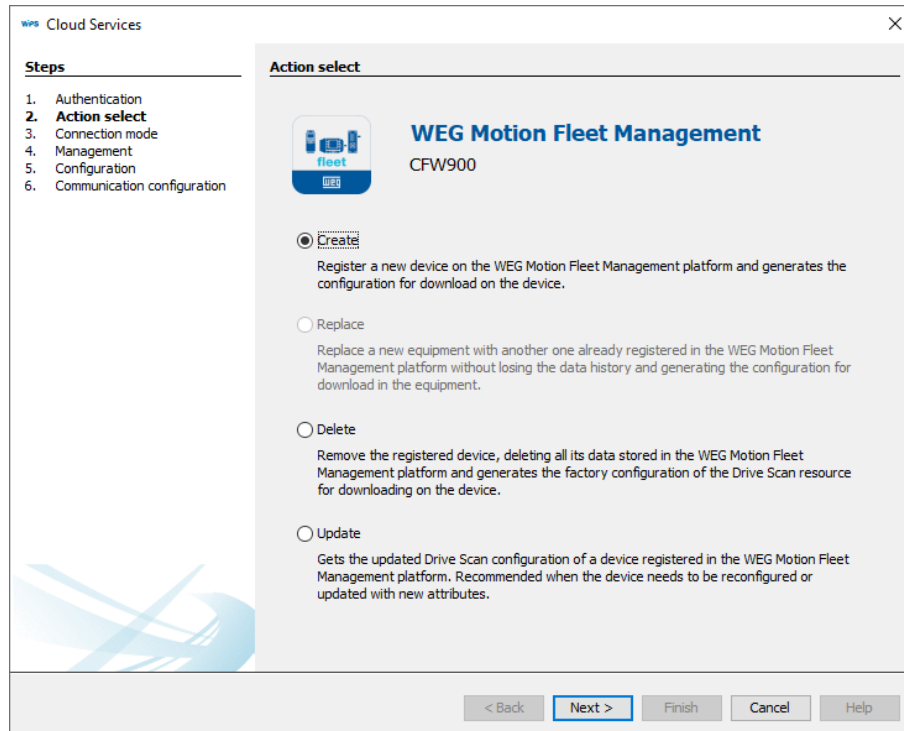 WPS Cloud Services
Steps
1. Authentication
2. Action select
3. Connection mode
4. Management
5. Configuration
6. Communication configuration
Action select
fleet
WEG
WEG Motion Fleet Management
CFW900
Create
Register a new device on the WEG Motion Fleet Management platform and generates the
configuration for download on the device.
Replace
Replace a new equipment with another one already registered in the WEG Motion Fleet
Management platform without losing the data history and generating the configuration for
download in the equipment.
Delete
Remove the registered device, deleting all its data stored in the WEG Motion Fleet
Management platform and generates the factory configuration of the Drive Scan resource
for downloading on the device.
Update
Gets the updated Drive Scan configuration of a device registered in the WEG Motion Fleet
Management platform. Recommended when the device needs to be reconfigured or
updated with new attributes.
< Back Next > Finish Cancel Help